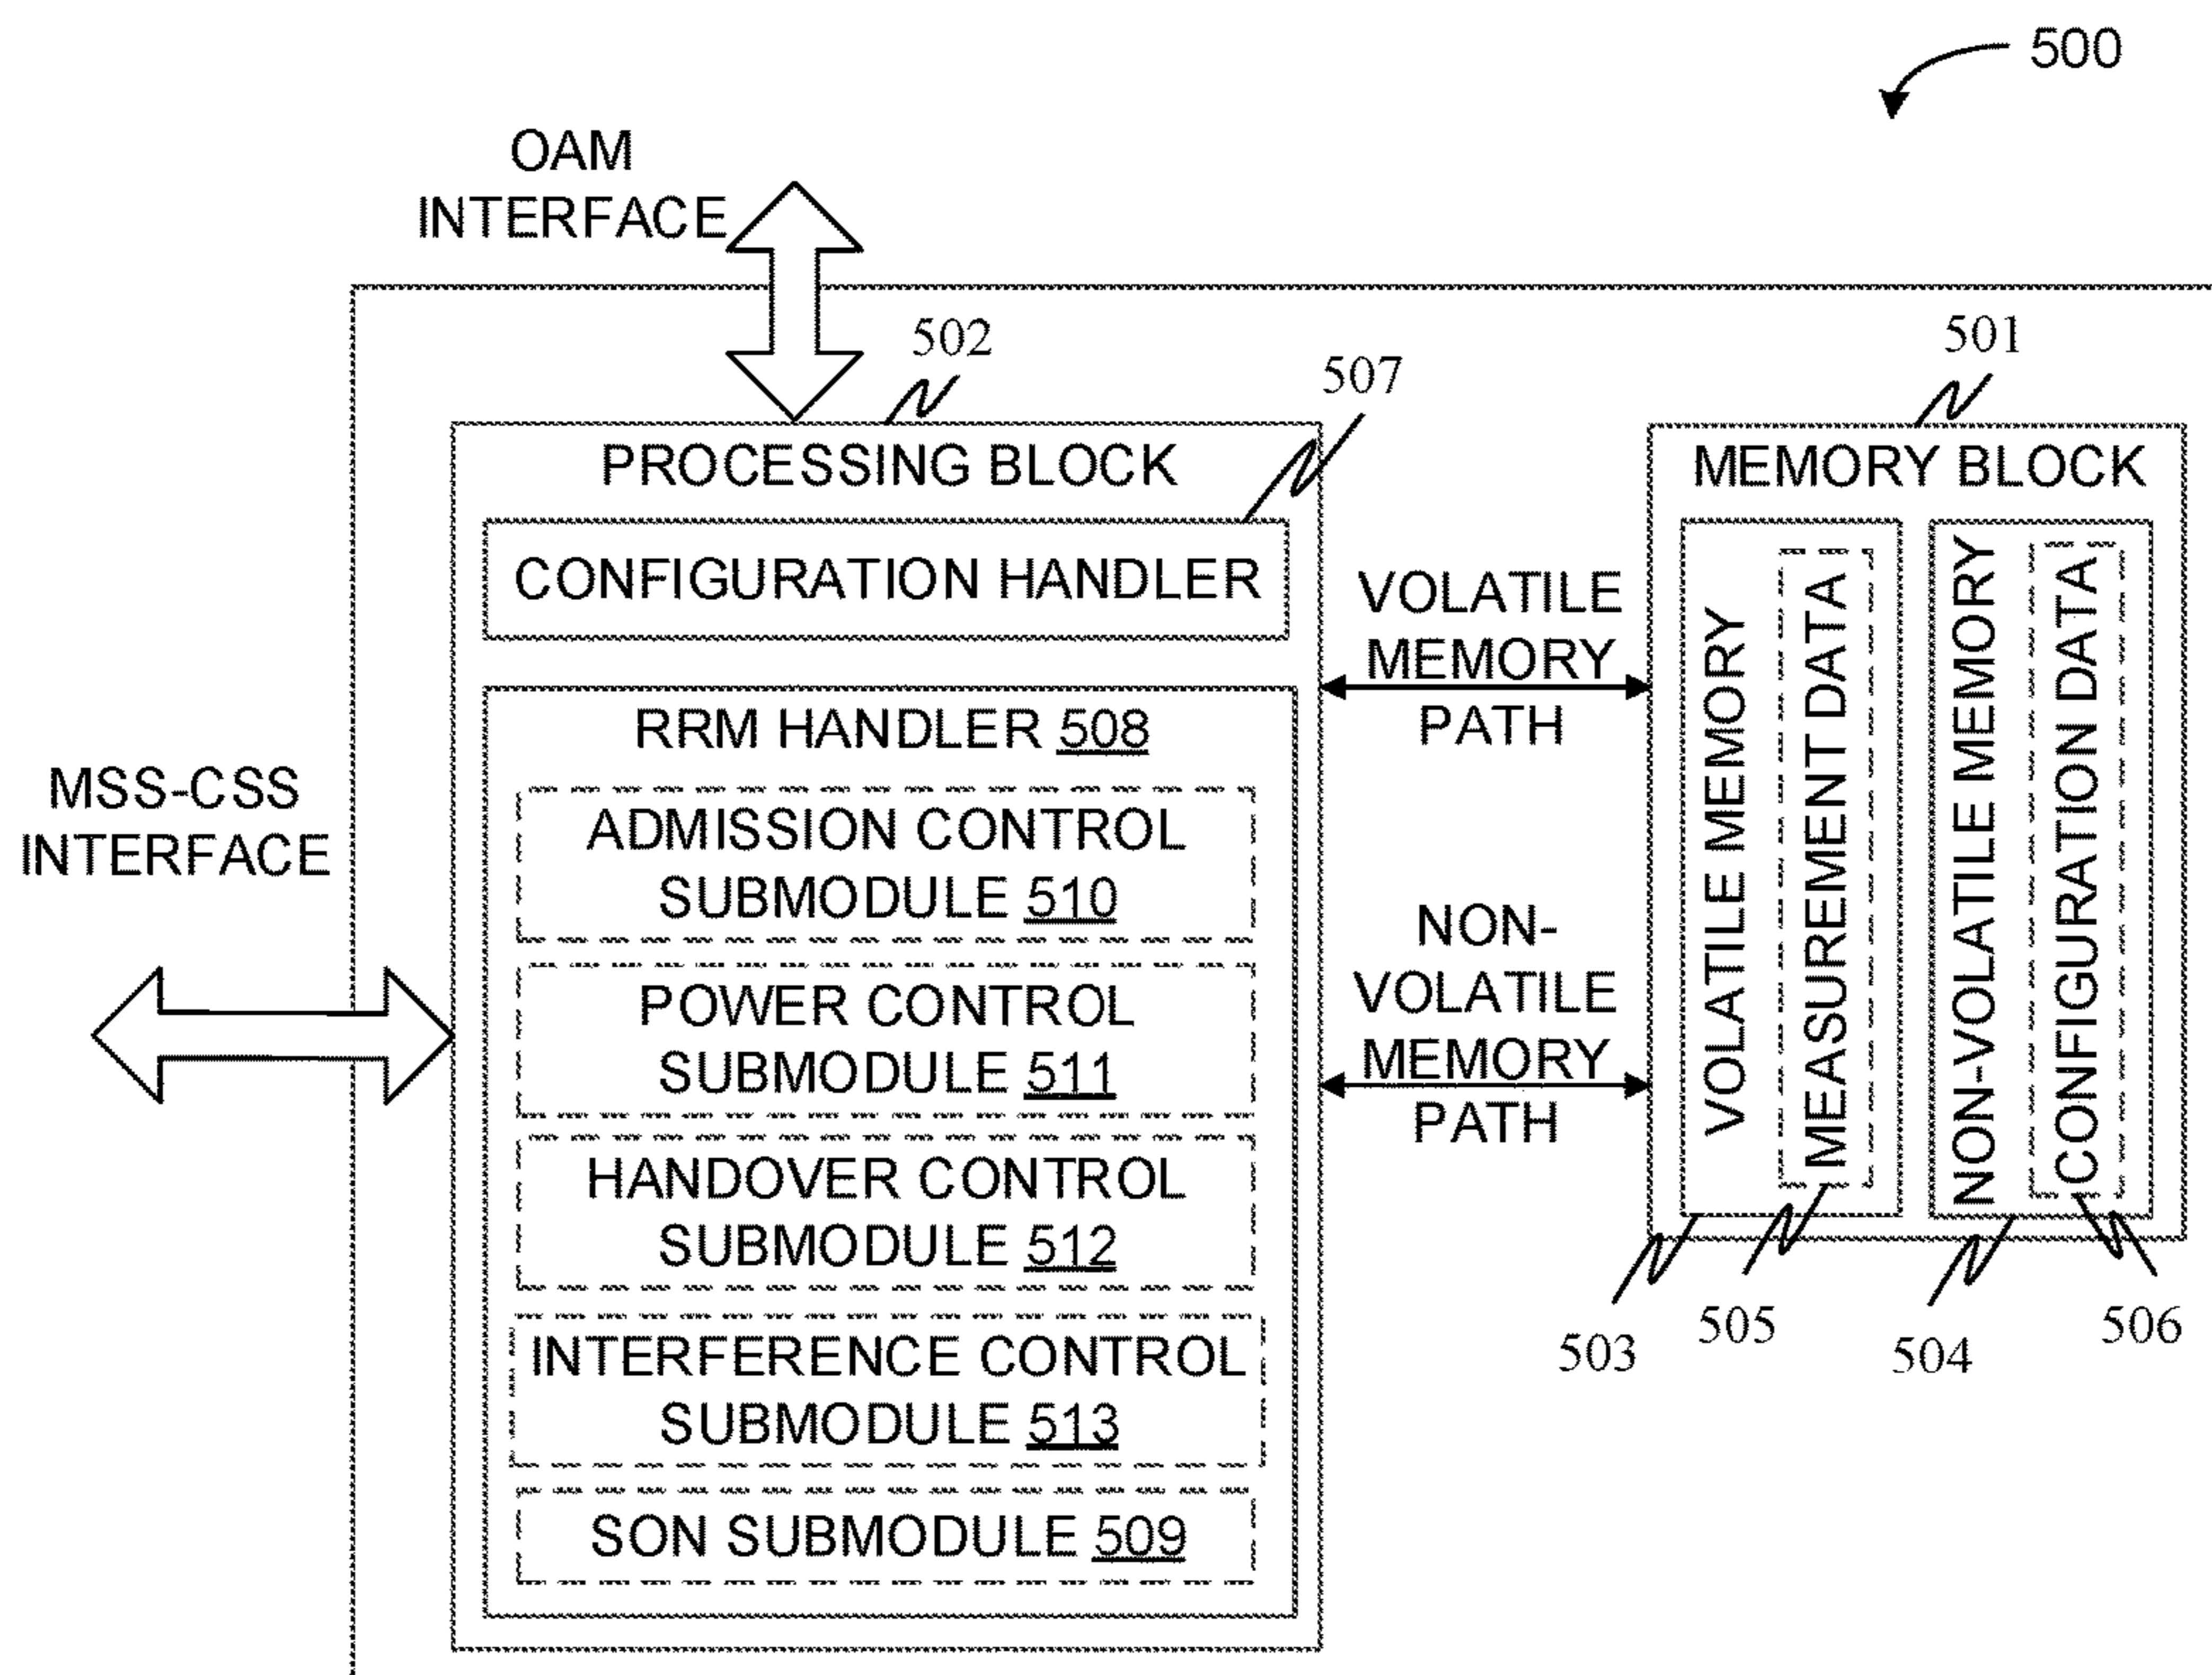 500
OAM
INTERFACE
502
501
507
PROCESSING BLOCK
MEMORY BLOCK
CONFIGURATION HANDLER
VOLATILE
MEMORY
PATH
RRM HANDLER 508
MSS-CSS
INTERFACE
ADMISSION CONTROL
SUBMODULE 510
NON-
VOLATILE
MEMORY
PATH
POWER CONTROL
SUBMODULE 511
HANDOVER CONTROL
SUBMODULE 512
INTERFERENCE CONTROL
SUBMODULE 513
SON SUBMODULE 509
VOLATILE MEMORY
MEASUREMENT DATA
NON-VOLATILE MEMORY
CONFIGURATION DATA
503
505
504
506